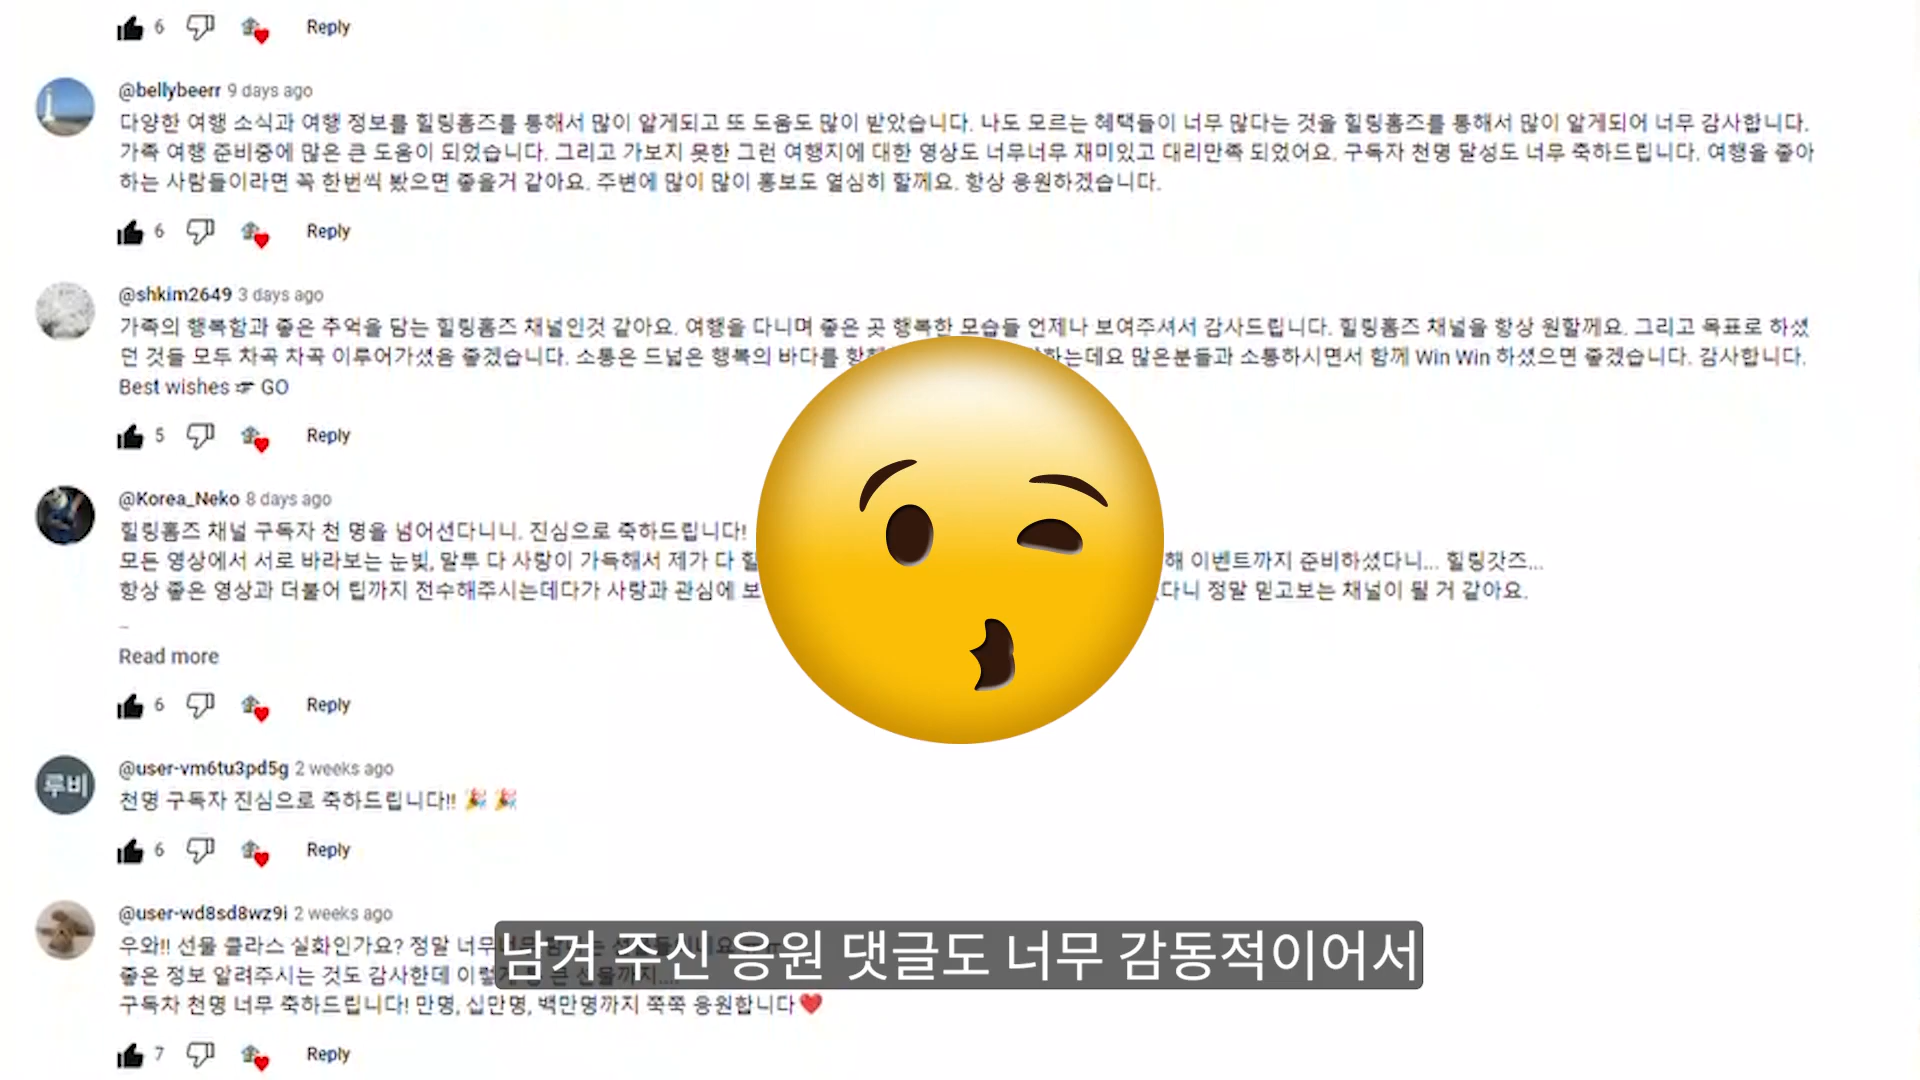 6 Reply
@bellybeerr 9 days ago
다양한 여행 소식과 여행 정보를 힐링홈즈를 통해서 많이 알게되고 또 도움도 많이 받았습니다. 나도 모르는 혜택들이 너무 많다는 것을 힐링홈즈를 통해서 많이 알게되어 너무 감사합니다.
가족 여행 준비중에 많은 큰 도움이 되었습니다. 그리고 가보지 못한 그런 여행지에 대한 영상도 너무너무 재미있고 대리만족 되었어요. 구독자 천명 달성도 너무 축하드립니다. 여행을 좋아
하는 사람들이라면 꼭 한번씩 봤으면 좋을거 같아요. 주변에 많이 많이 홍보도 열심히 할께요. 항상 응원하겠습니다.
6 Reply
@shkim2649 3 days ago
가족의 행복함과 좋은 추억을 담는 힐링홈즈 채널인것 같아요. 여행을 다니며 좋은 곳 행복한 모습들 언제나 보여주셔서 감사드립니다. 힐링홈즈 채널을 항상 원할께요. 그리고 목표로 하셨
던 것들 모두 차곡 차곡 이루어가셨음 좋겠습니다. 소통은 드넓은 행복의 바다를 하는데요 많은분들과 소통하시면서 함께 Win Win 하셨으면 좋겠습니다. 감사합니다.
Best wishes ☞ GO
5 Reply
@Korea_Neko 8 days ago
힐링홈즈 채널 구독자 천 명을 넘어선다니니. 진심으로 축하드립니다!
모든 영상에서 서로 바라보는 눈빛, 말투 다 사랑이 가득해서 제가 다 힐 해 이벤트까지 준비하셨다니... 힐링갓즈...
항상 좋은 영상과 더불어 팁까지 전수해주시는데다가 사랑과 관심에 보 다니 정말 믿고보는 채널이 될 거 같아요.
Read more
6 Reply
루비
@user-vm6tu3pd5g 2 weeks ago
천명 구독자 진심으로 축하드립니다!! 🎉 🎉
6 Reply
@user-wd8sd8wz9i 2 weeks ago
우와!! 선물 클라스 실화인가요? 정말 너무
좋은 정보 알려주시는 것도 감사한데
남겨 주신 응원 댓글도 너무 감동적이어서
구독자 천명 너무 축하드립니다! 만명, 십만명, 백만명까지 쭉쭉 응원합니다❤️
7 Reply